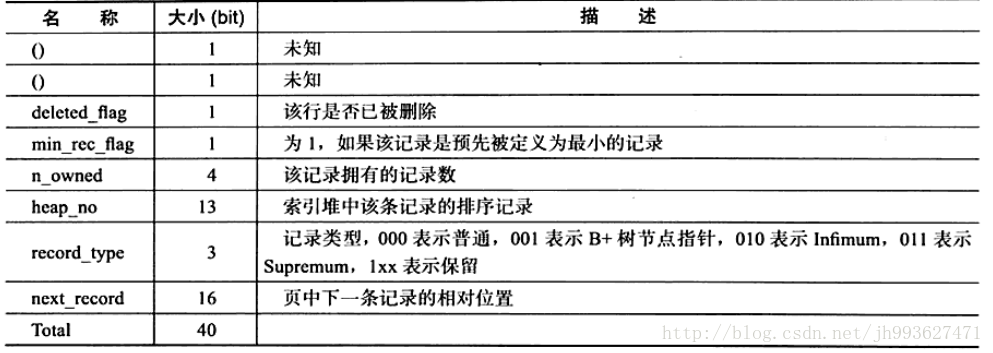 名 称 大小 (bit) 描 述
() 1 未知
() 1 未知
deleted_flag 1 该行是否已被删除
min_rec_flag 1 为 1，如果该记录是预先被定义为最小的记录
n_owned 4 该记录拥有的记录数
heap_no 13 索引堆中该条记录的排序记录
record_type 3 记录类型，000 表示普通，001 表示 B+ 树节点指针，010 表示 Infimum，011 表示
Supremum，1xx 表示保留
next_record 16 页中下一条记录的相对位置
Total 40
http://blog.csdn.net/jh993627471